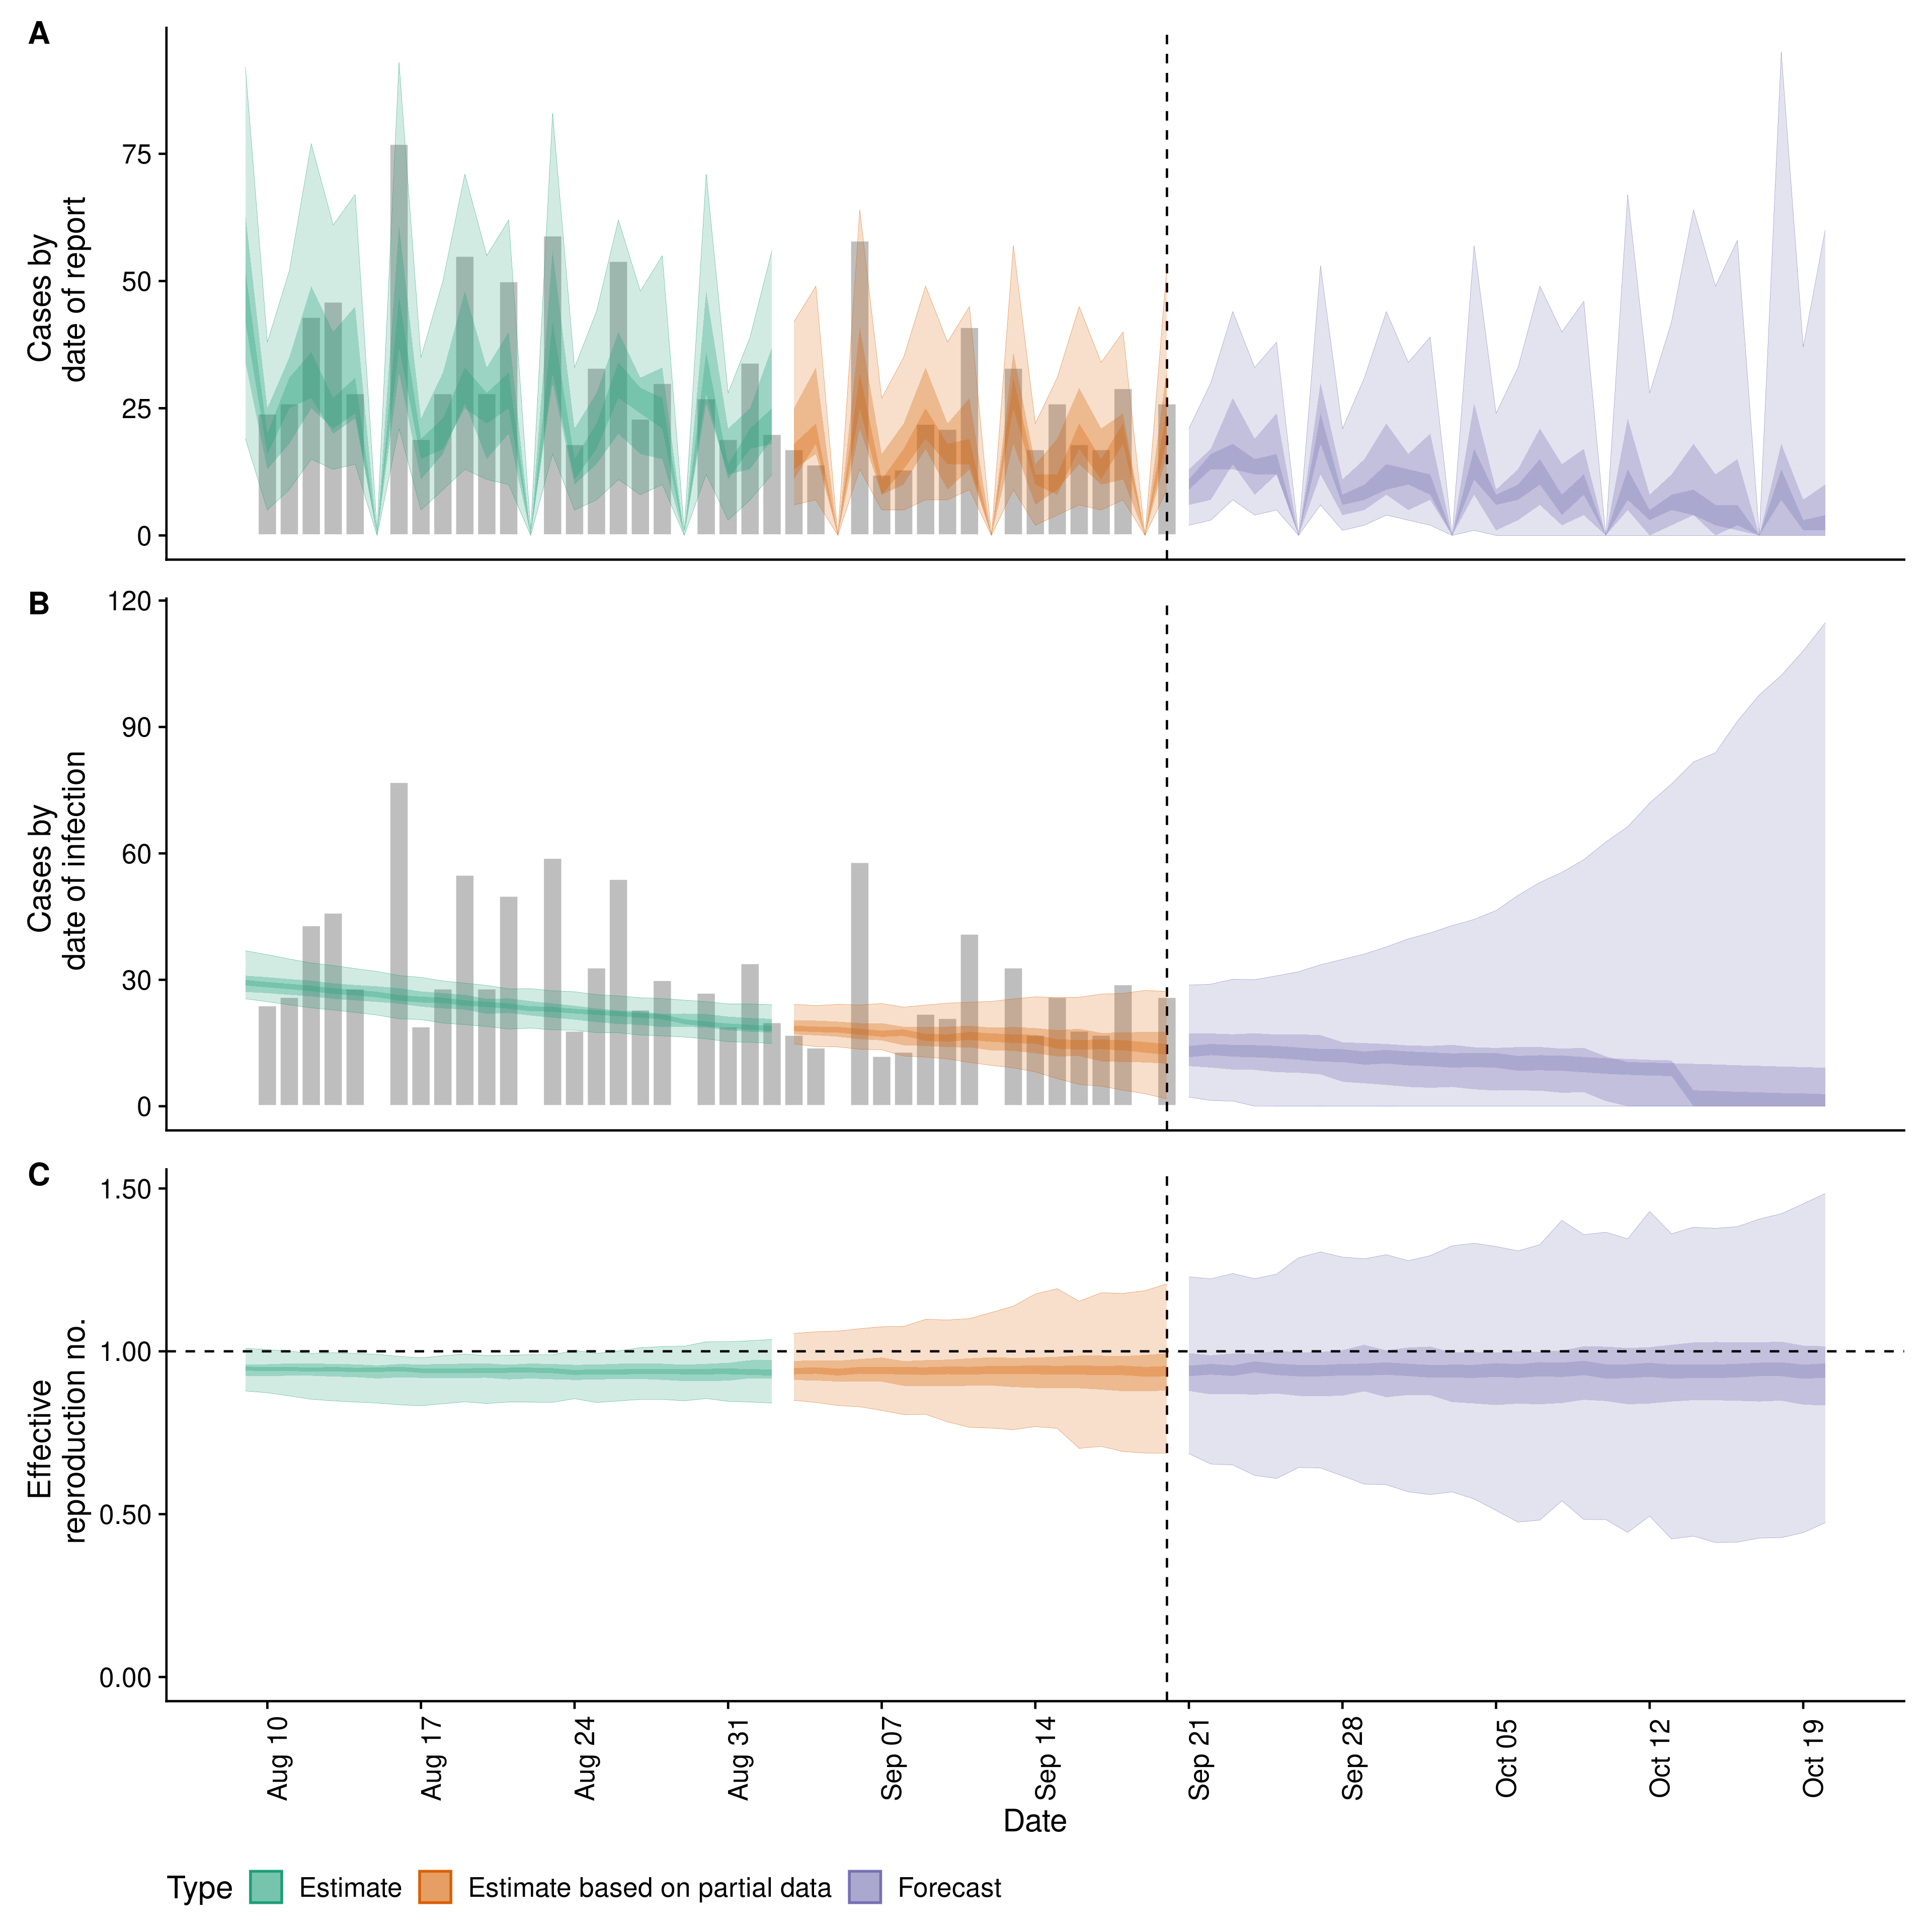 A
Cases by
date of report
75
50
25
0
B
Cases by
date of infection
120
90
60
30
0
C
Effective
reproduction no.
1.50
1.00
0.50
0.00
Aug 10
Aug 17
Aug 24
Aug 31
Sep 07
Sep 14
Sep 21
Sep 28
Oct 05
Oct 12
Oct 19
Date
Type Estimate Estimate based on partial data Forecast